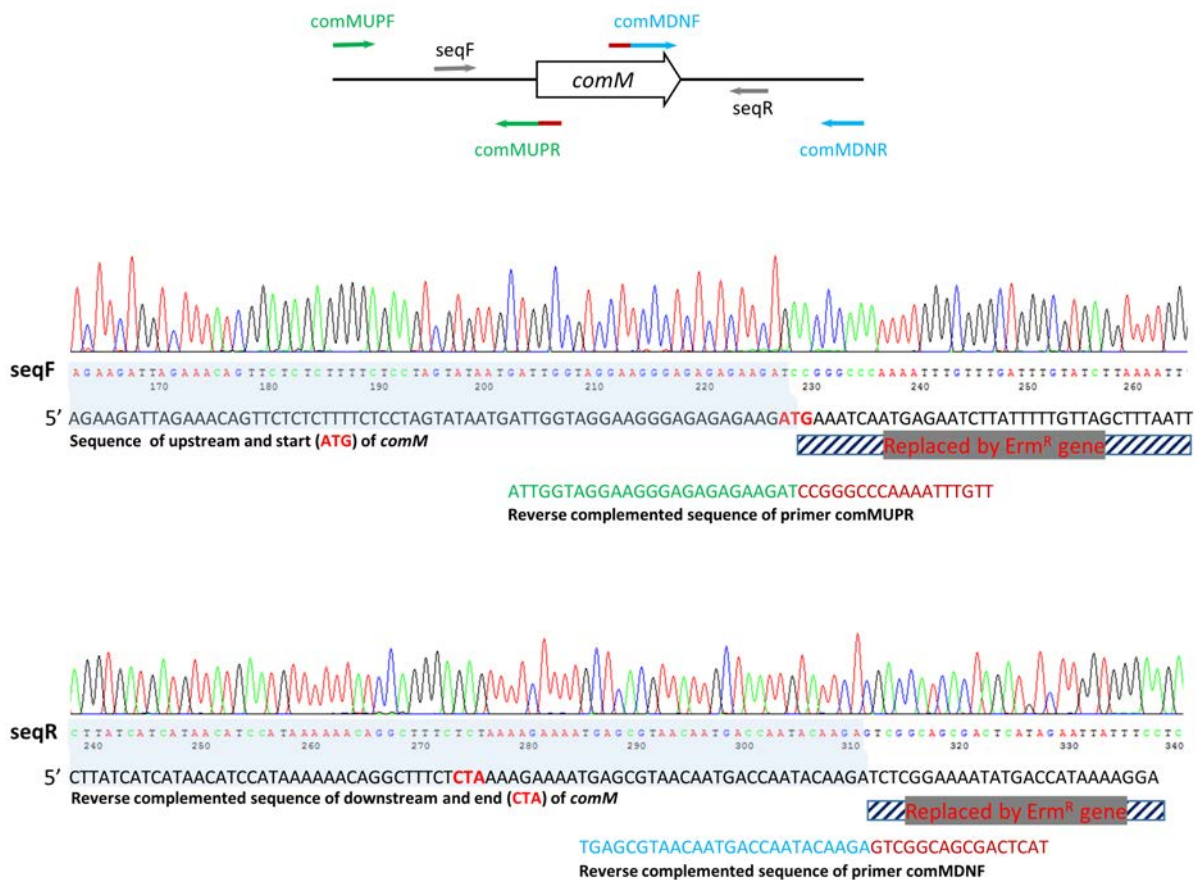 comMUPF
comMDNF
seqF
comM
seqR
comMUPR
comMDNR
seqF
AGAAGATTAGAAACAGTTCTCTCTTTTCTCCTAGTATAATGATTGGTAGGAAGGGAGAGAGAAGATCCGGGCCCAAAATTTGTTTGATTTGTATCTTAAAATT
170 180 190 200 210 220 230 240 250 260
5’ AGAAGATTAGAAACAGTTCTCTCTTTTCTCCTAGTATAATGATTGGTAGGAAGGGAGAGAGAAGATGAAATCAATGAGAATCTTATTTTTGTTAGCTTTAATT
Sequence of upstream and start (ATG) of comM
Replaced by Erm^R gene
ATTGGTAGGAAGGGAGAGAGAAGATCCGGGCCCAAAATTTGTT
Reverse complemented sequence of primer comMUPR
seqR
CTTATCATCATAACATCCATAAAAAACAGGCTTTCTCTAAAAGAAAATGAGCGTAACAATGACCAATACAAGAGTCGGCAGCGACTCATAGAATTATTTCCTC
240 250 260 270 280 290 300 310 320 330 340
5’ CTTATCATCATAACATCCATAAAAAACAGGCTTTCTCTAAAAGAAAATGAGCGTAACAATGACCAATACAAGATCTCGGAAAATATGACCATAAAAGGA
Reverse complemented sequence of downstream and end (CTA) of comM
Replaced by Erm^R gene
TGAGCGTAACAATGACCAATACAAGAGTCGGCAGCGACTCAT
Reverse complemented sequence of primer comMDNF